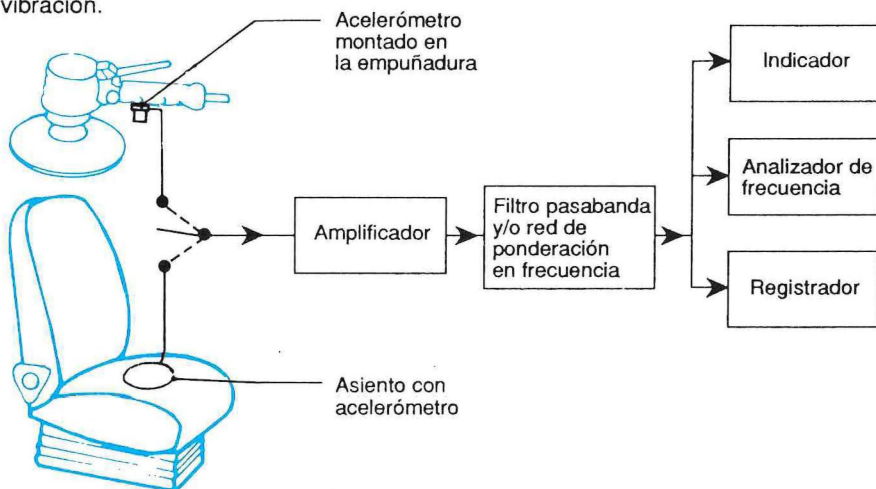 vibración.
Acelerómetro
montado en
la empuñadura
Indicador
Analizador de
frecuencia
Amplificador
Filtro pasabanda
y/o red de
ponderación
en frecuencia
Registrador
Asiento con
acelerómetro